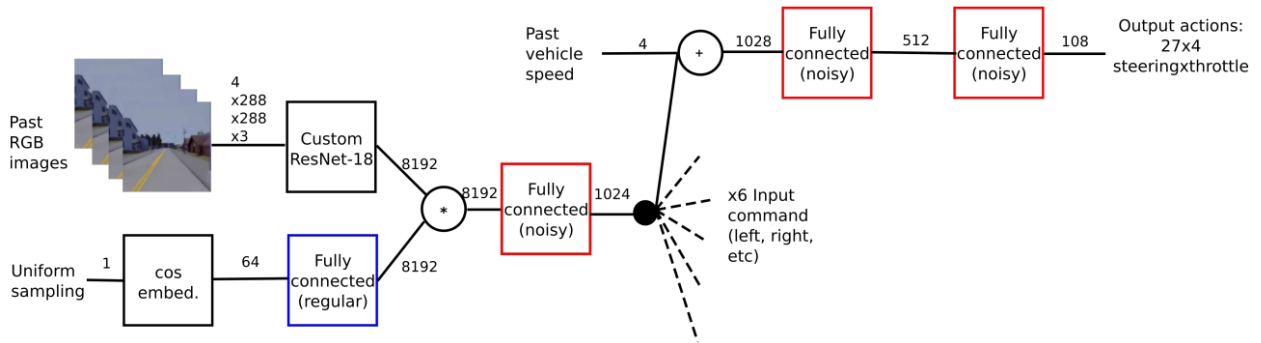 Past
RGB
images
4
x288
x288
x3
Custom
ResNet-18
8192
Uniform
sampling
1
cos
embed.
64
Fully
connected
(regular)
8192
*
8192
Fully
connected
(noisy)
1024
Past
vehicle
speed
4
+
1028
Fully
connected
(noisy)
512
Fully
connected
(noisy)
108
Output actions:
27x4
steeringxthrottle
x6 Input
command
(left, right,
etc)